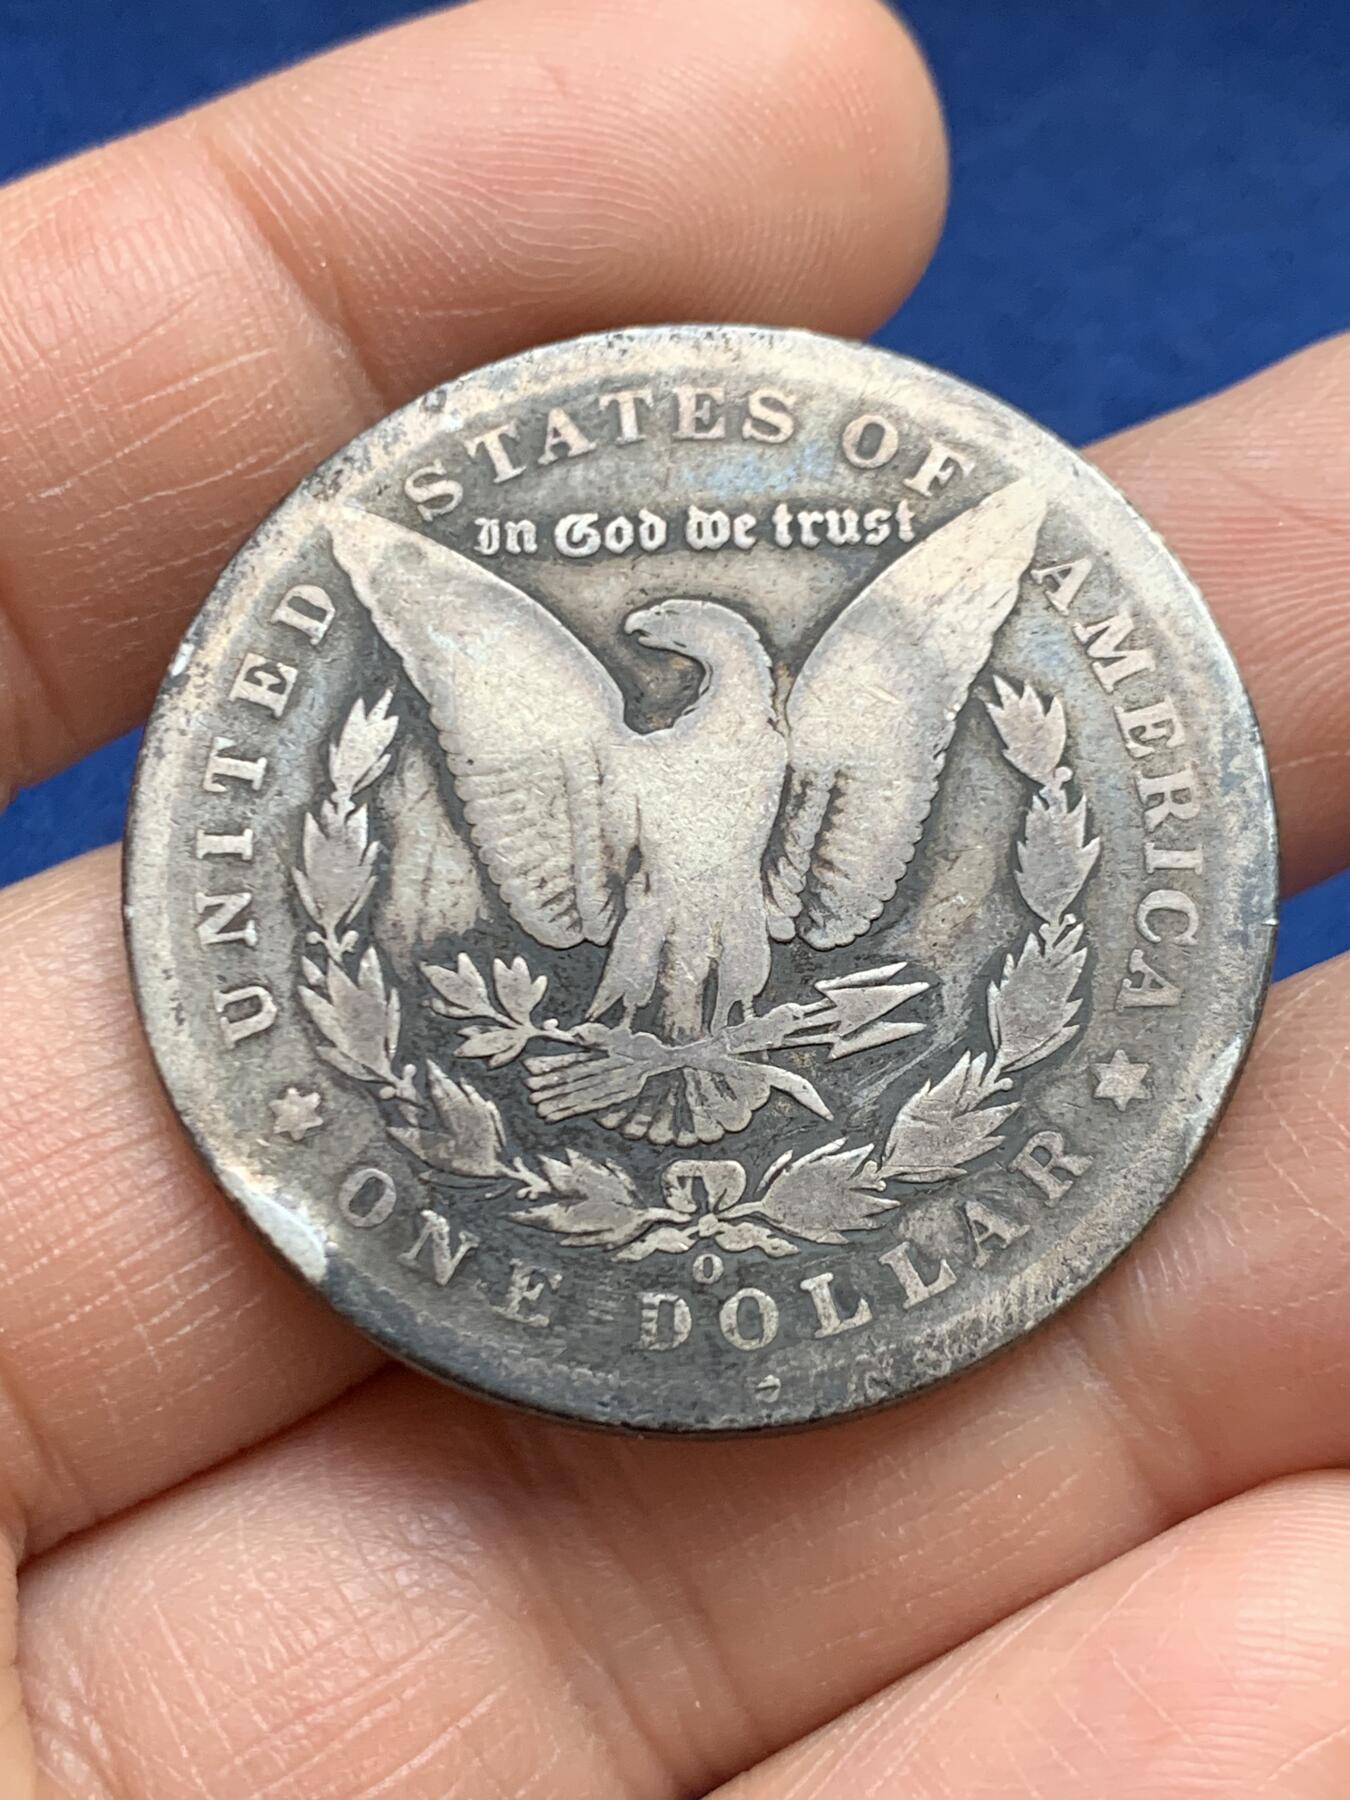 UNITED STATES OF AMERICA
In God we trust
O
ONE DOLLAR